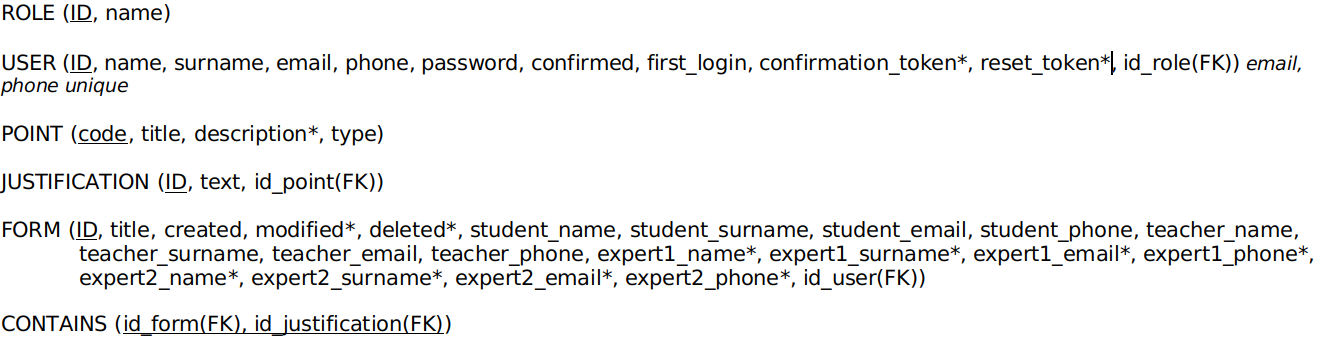 ROLE (ID, name)
USER (ID, name, surname, email, phone, password, confirmed, first_login, confirmation_token*, reset_token*, id_role(FK)) email,
phone unique
POINT (code, title, description*, type)
JUSTIFICATION (ID, text, id_point(FK))
FORM (ID, title, created, modified*, deleted*, student_name, student_surname, student_email, student_phone, teacher_name,
teacher_surname, teacher_email, teacher_phone, expert1_name*, expert1_surname*, expert1_email*, expert1_phone*,
expert2_name*, expert2_surname*, expert2_email*, expert2_phone*, id_user(FK))
CONTAINS (id_form(FK), id_justification(FK))